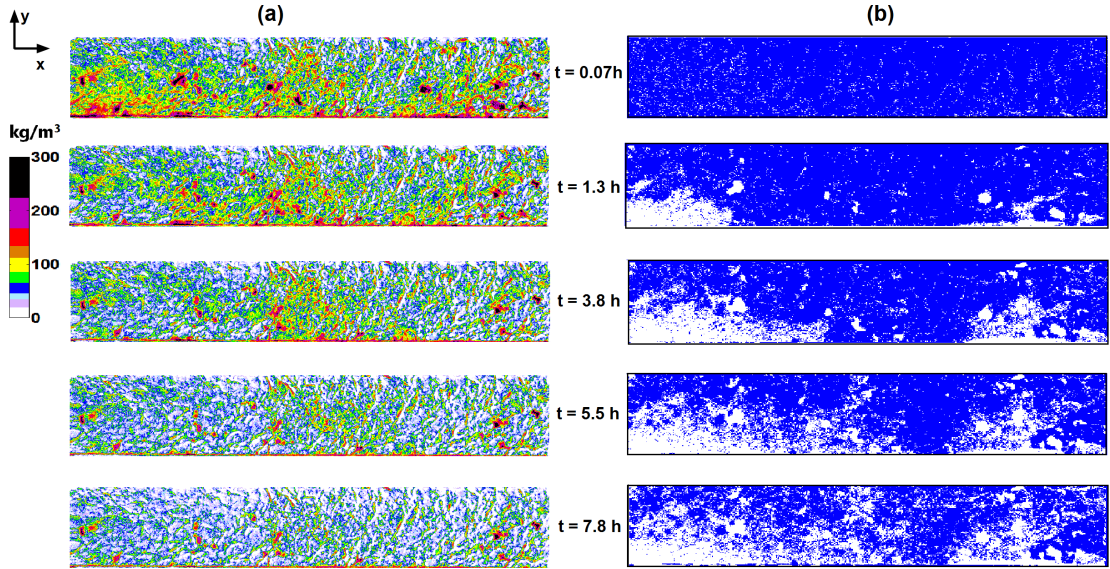 (a)
(b)
y
x
t = 0.07h
kg/m³
300
200
100
0
t = 1.3 h
t = 3.8 h
t = 5.5 h
t = 7.8 h